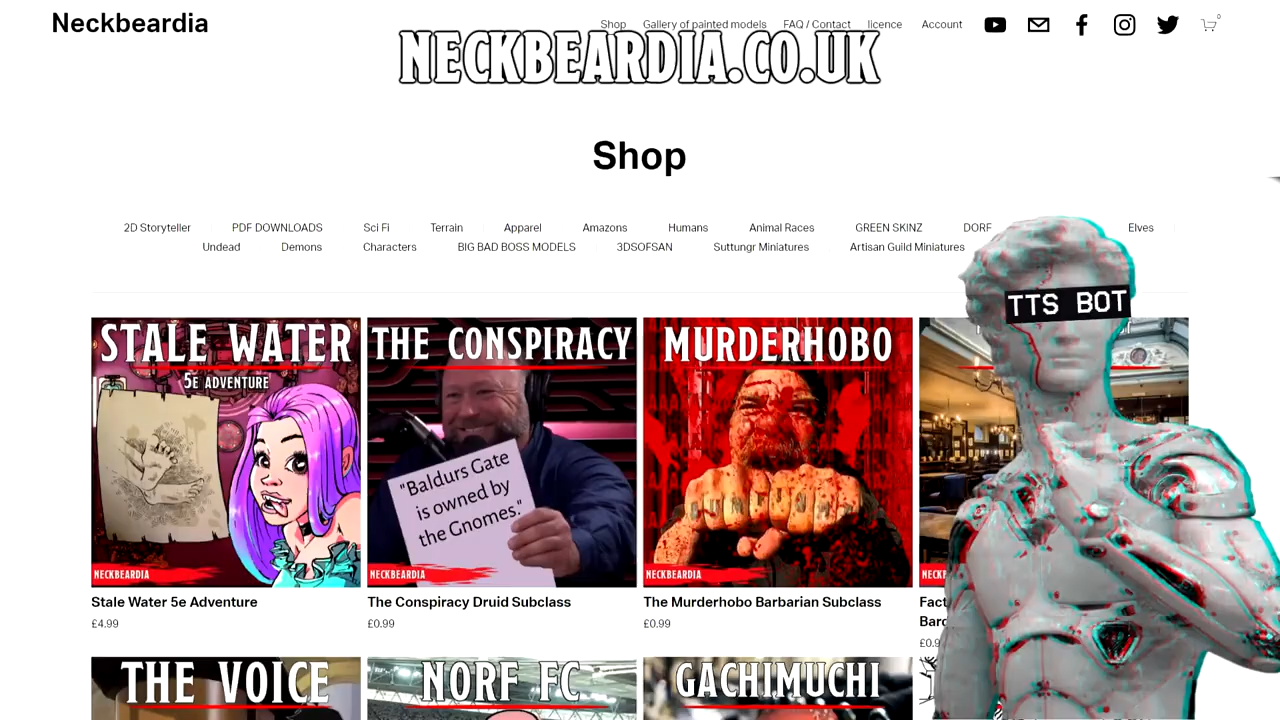 Neckbeardia
Shop Gallery of painted models FAQ / Contact licence Account
0
NECKBEARDIA.CO.UK
Shop
2D Storyteller PDF DOWNLOADS Sci Fi Terrain Apparel Amazons Humans Animal Races GREEN SKINZ DORF Elves
Undead Demons Characters BIG BAD BOSS MODELS 3DSOFSAN Suttungr Miniatures Artisan Guild Miniatures
TTS BOT
STALE WATER
5E ADVENTURE
NECKBEARDIA
THE CONSPIRACY
"Baldurs Gate
is owned by
the Gnomes."
NECKBEARDIA
MURDERHOBO
NECKBEARDIA
Stale Water 5e Adventure
£4.99
The Conspiracy Druid Subclass
£0.99
The Murderhobo Barbarian Subclass
£0.99
THE VOICE
NORF FC
GACHIMUCHI